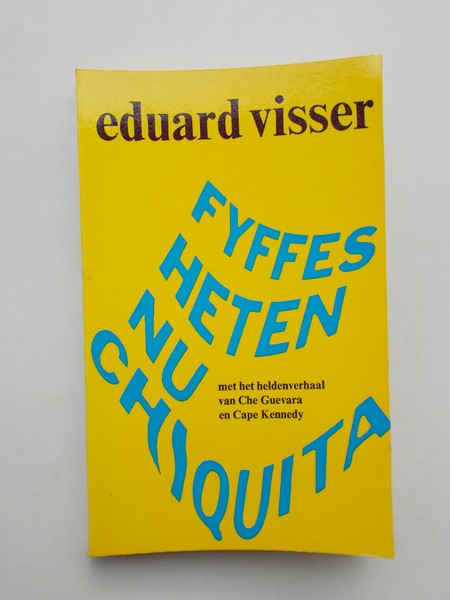 eduard visser
FYFFES
HETEN
NU
CHIQUITA
met het heldenverhaal
van Che Guevara
en Cape Kennedy